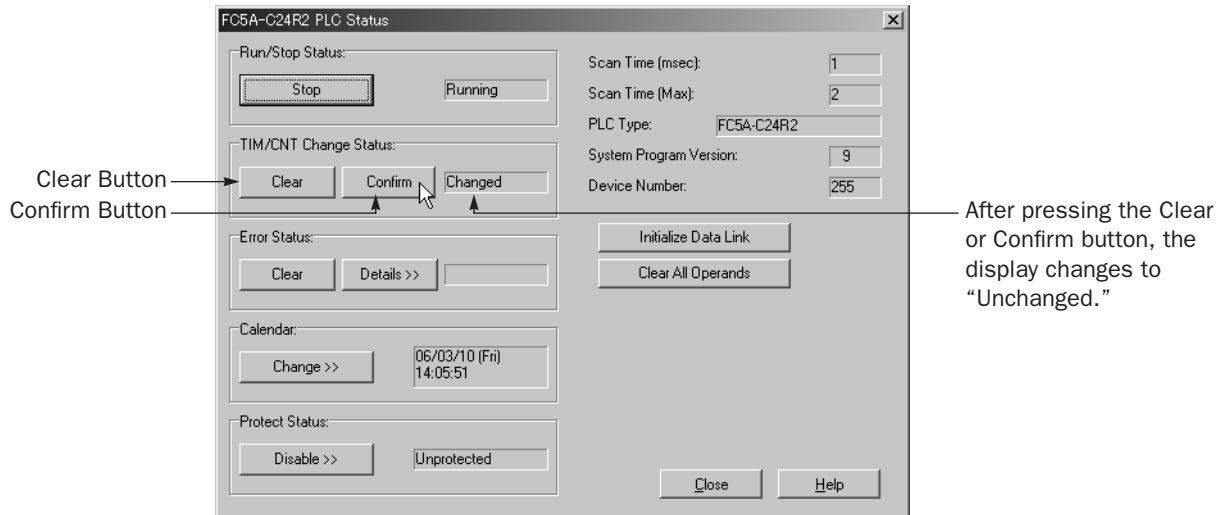 FC5A-C24R2 PLC Status
Run/Stop Status:
Stop
Running
TIM/CNT Change Status:
Clear
Confirm
Changed
Clear Button
Confirm Button
Error Status:
Clear
Details >>
Calendar:
Change >>
06/03/10 (Fri)
14:05:51
Protect Status:
Disable >>
Unprotected
Scan Time (msec):
1
Scan Time (Max):
2
PLC Type:
FC5A-C24R2
System Program Version:
9
Device Number:
255
Initialize Data Link
Clear All Operands
Close
Help
After pressing the Clear
or Confirm button, the
display changes to
“Unchanged.”